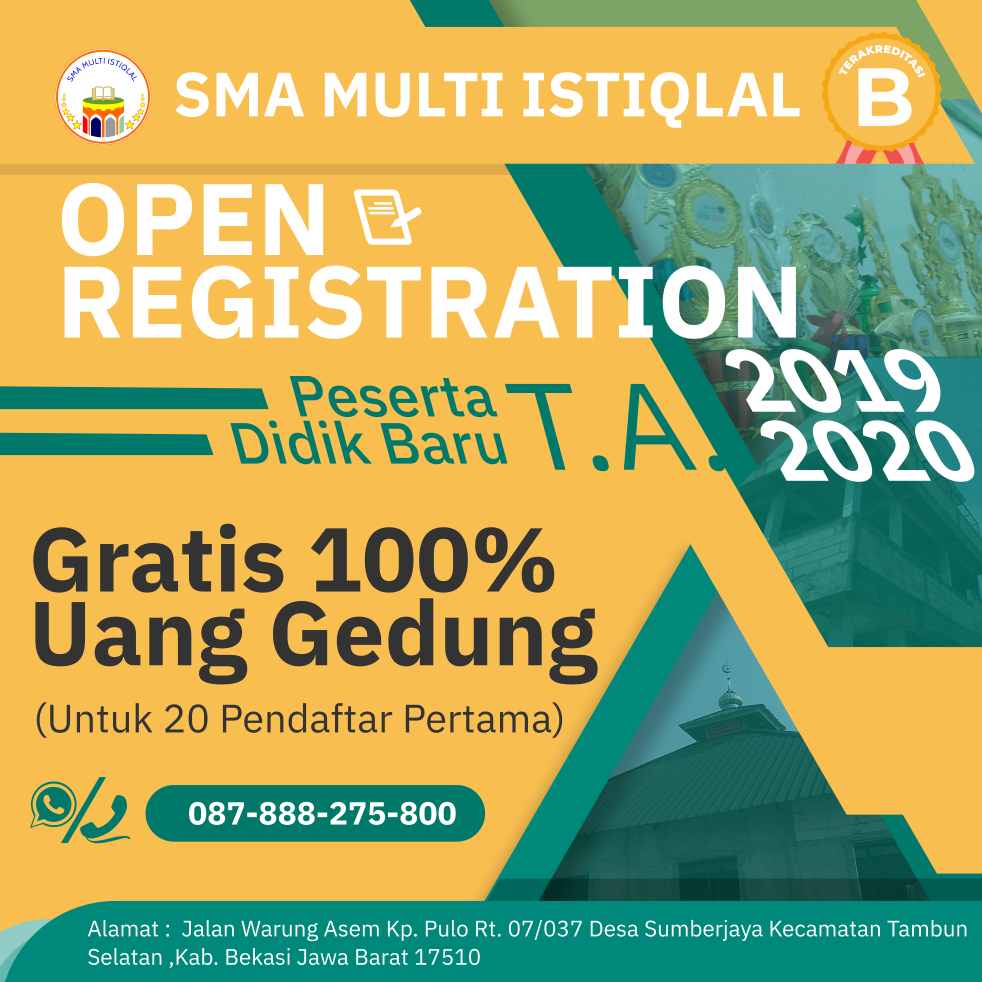 SMA MULTI ISTIQLAL
SMA MULTI ISTIQLAL
TERAKREDITASI
B
OPEN
REGISTRATION
Peserta
Didik Baru
T.A.
2019
2020
Gratis 100%
Uang Gedung
(Untuk 20 Pendaftar Pertama)
087-888-275-800
Alamat : Jalan Warung Asem Kp. Pulo Rt. 07/037 Desa Sumberjaya Kecamatan Tambun
Selatan ,Kab. Bekasi Jawa Barat 17510